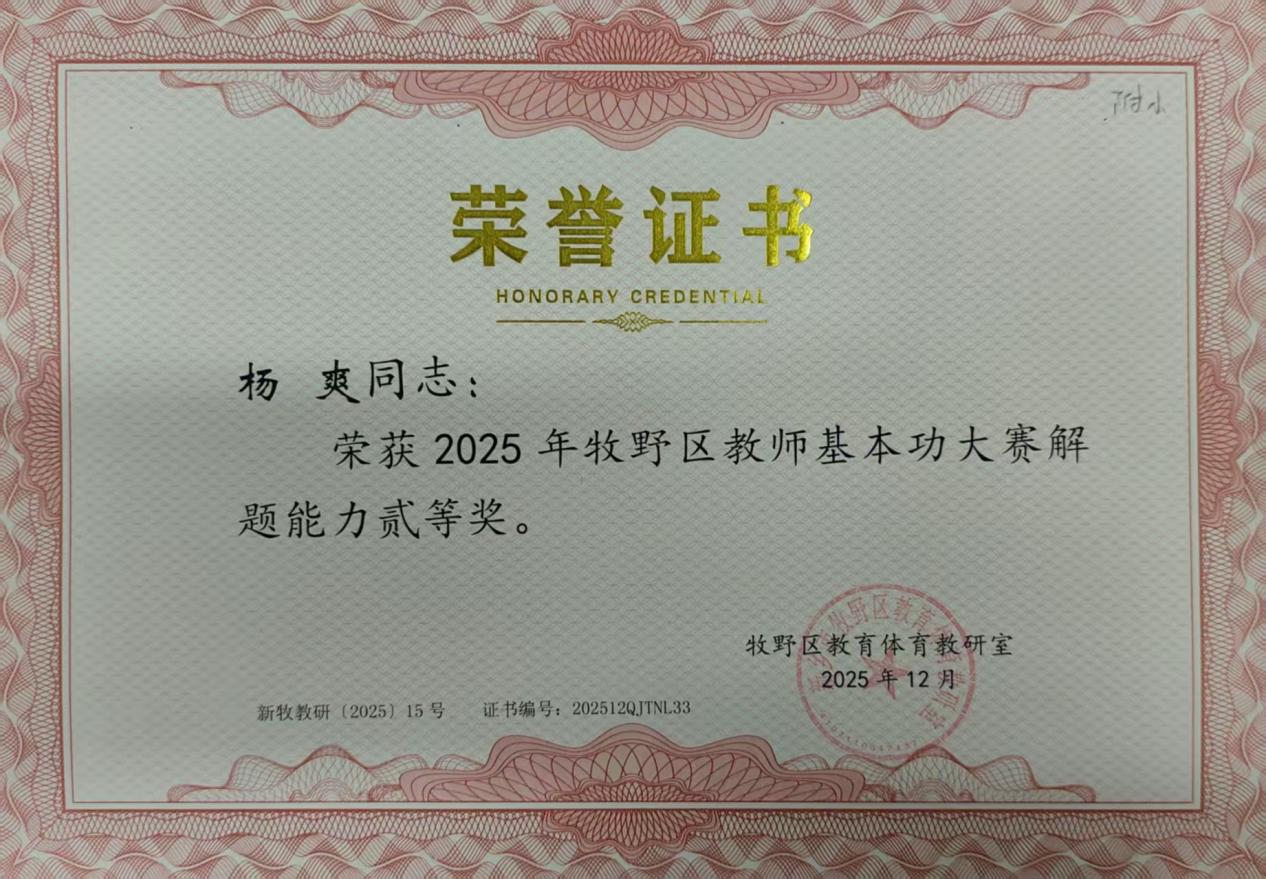 附小
荣誉证书
HONORARY CREDENTIAL
杨 爽同志：
荣获 2025 年牧野区教师基本功大赛解
题能力贰等奖。
牧野区教育体育教研室
2025 年 12 月
新牧教研〔2025〕15 号 证书编号：202512QJTNL33